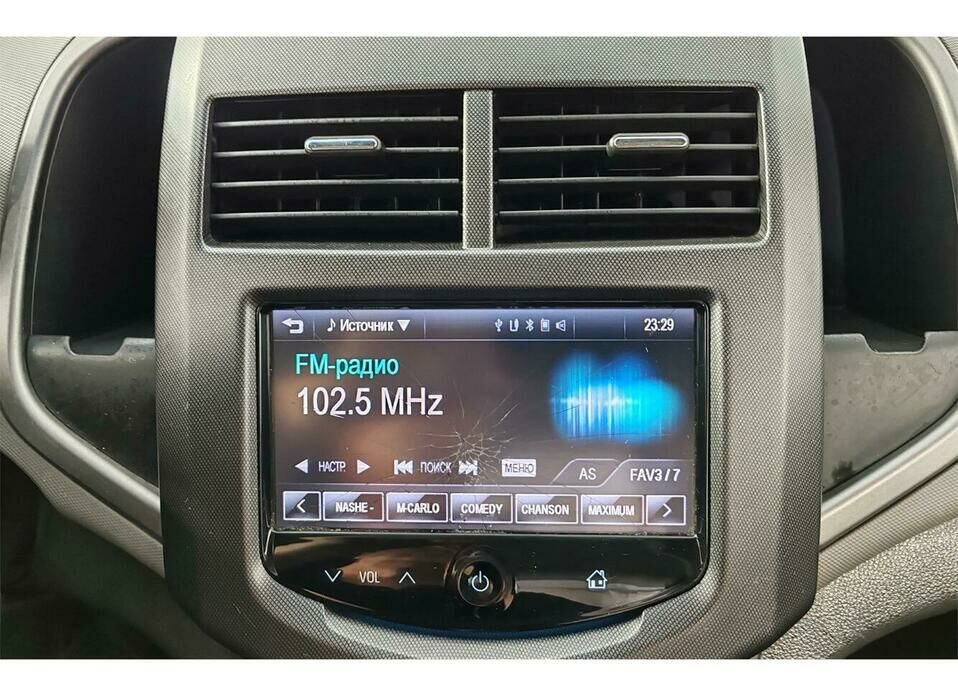 Источник 23:29
FM-радио
102.5 MHz
НАСТР. ПОИСК МЕНЮ AS FAV3/7
NASHE - M-CARLO COMEDY CHANSON MAXIMUM
VOL